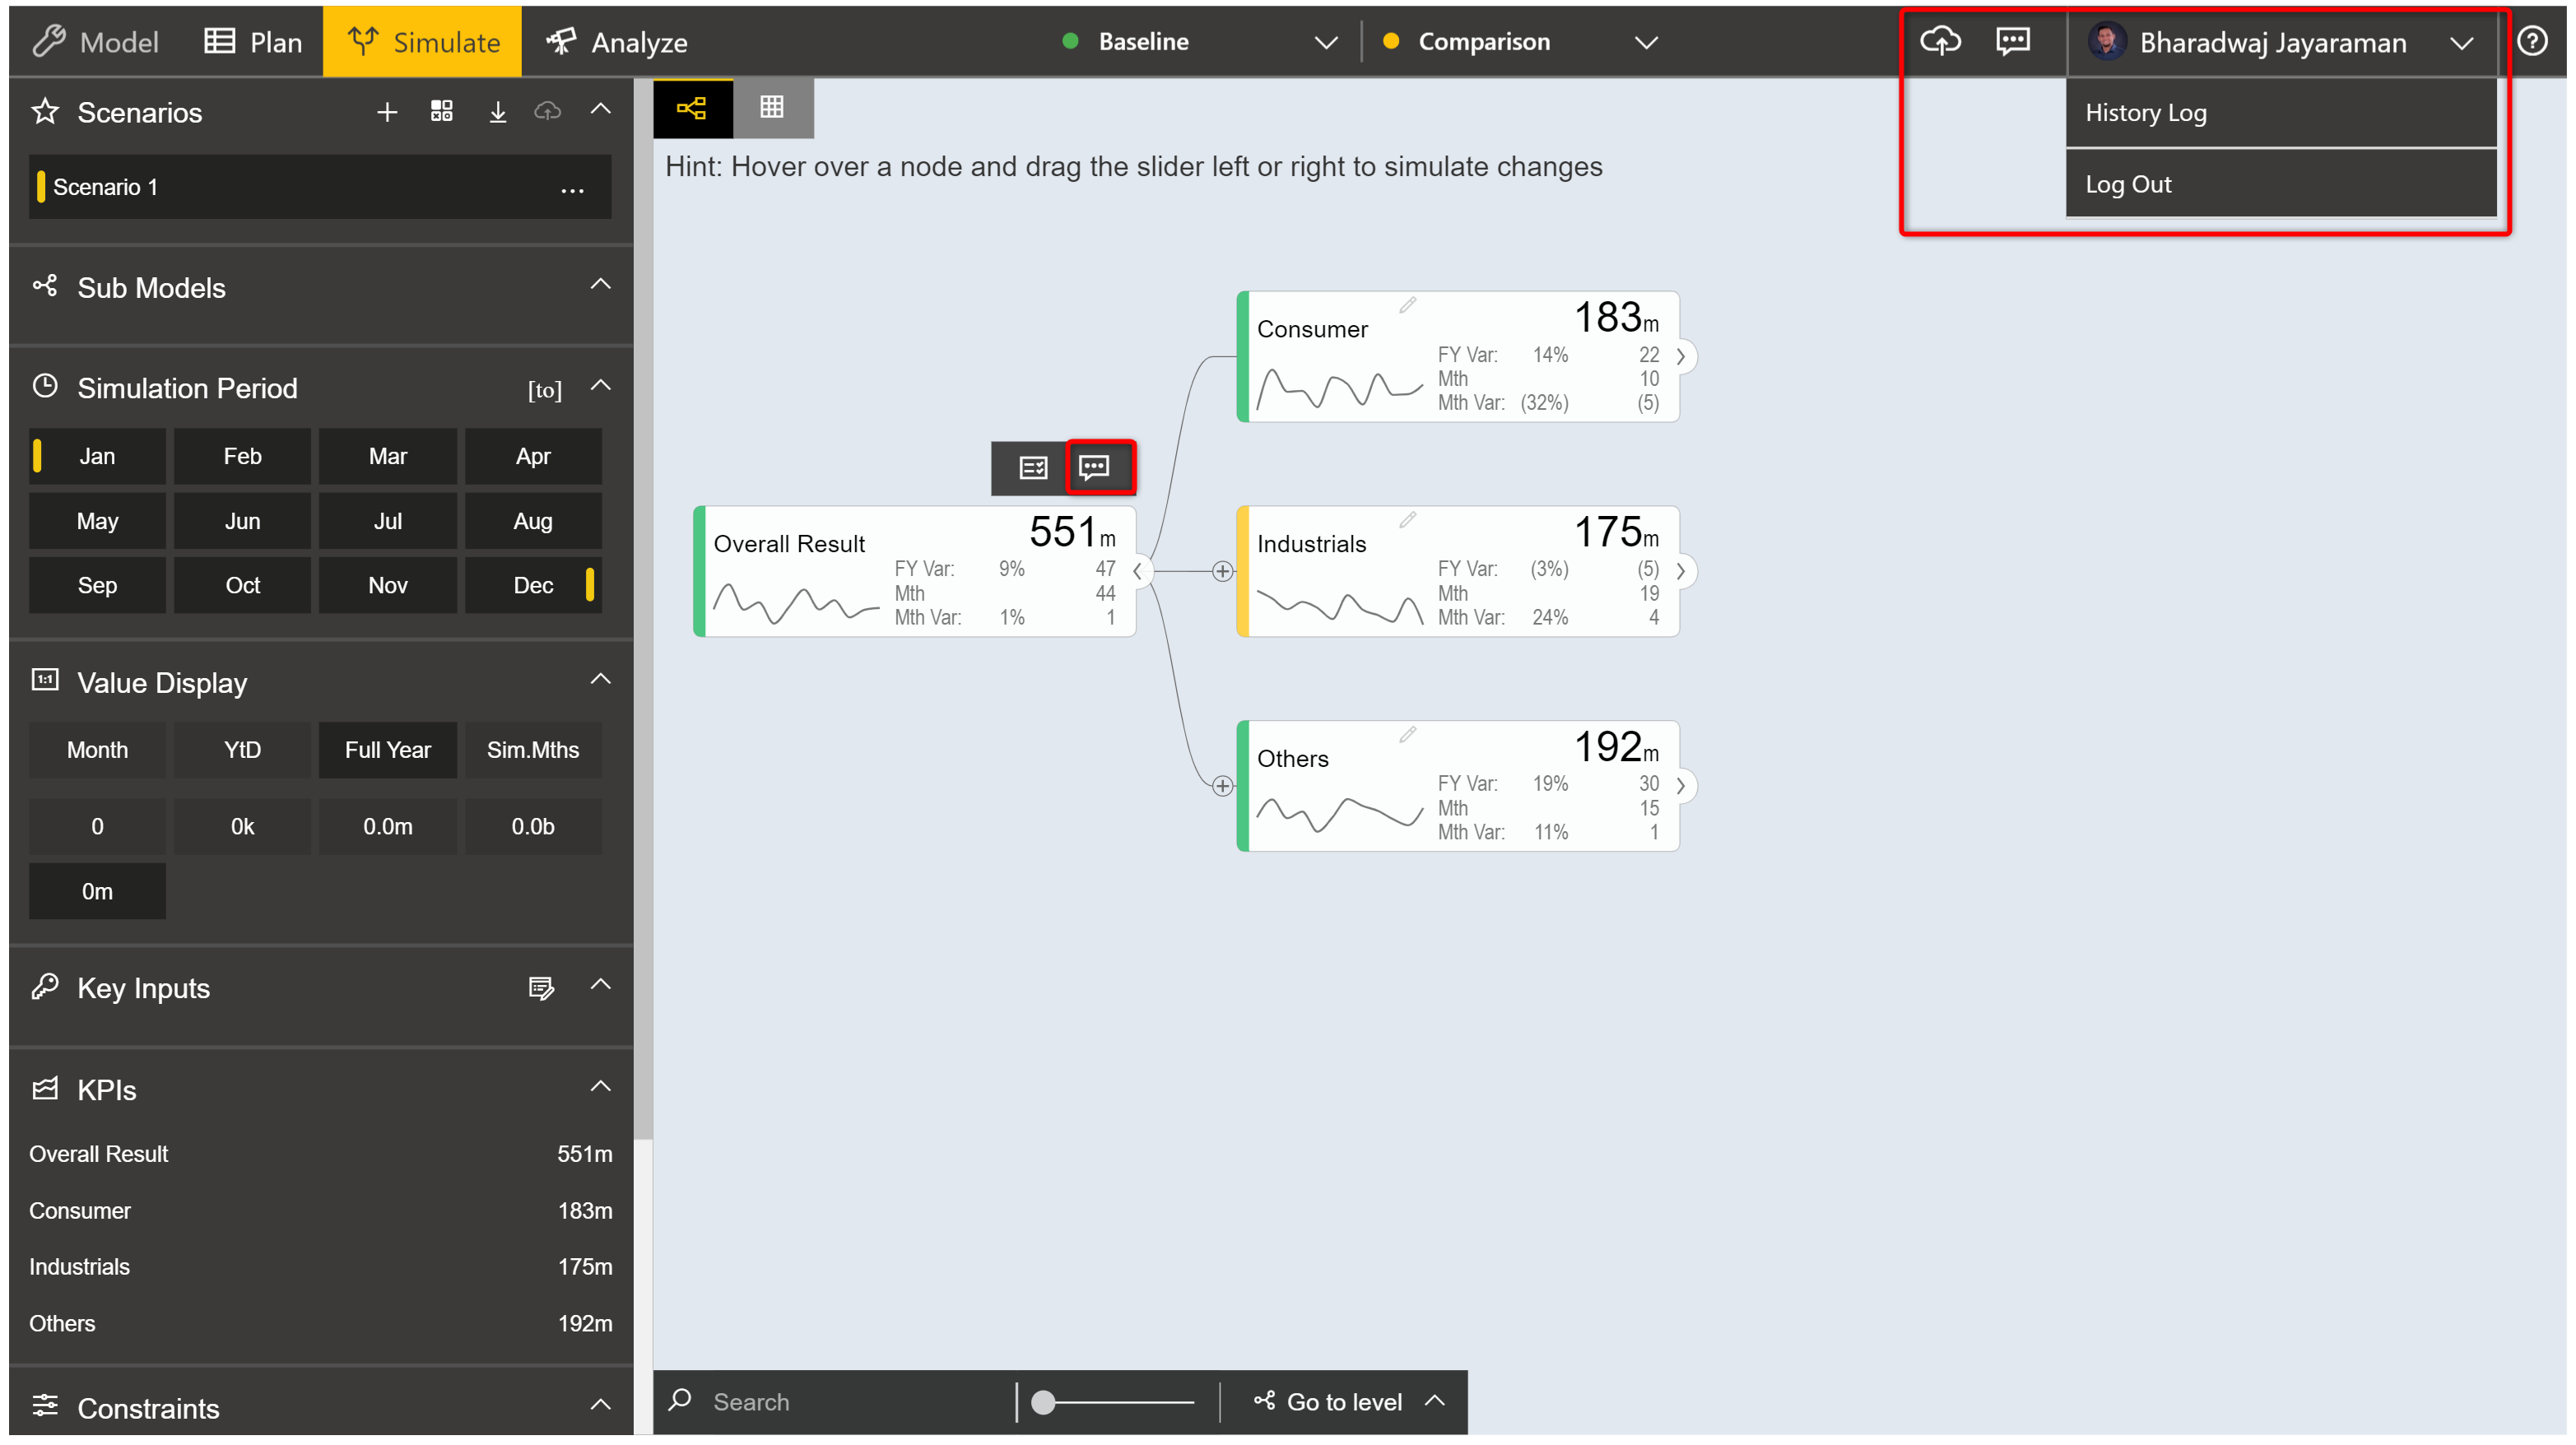 Model Plan Simulate Analyze Baseline Comparison Bharadwaj Jayaraman
History Log
Log Out
Scenarios
Scenario 1 ...
Sub Models
Simulation Period [to]
Jan Feb Mar Apr
May Jun Jul Aug
Sep Oct Nov Dec
1:1 Value Display
Month YtD Full Year Sim.Mths
0 0k 0.0m 0.0b
0m
Key Inputs
KPIs
Overall Result 551m
Consumer 183m
Industrials 175m
Others 192m
Constraints
Hint: Hover over a node and drag the slider left or right to simulate changes
Overall Result 551m
FY Var: 9% 47
Mth 44
Mth Var: 1% 1
Consumer 183m
FY Var: 14% 22
Mth 10
Mth Var: (32%) (5)
Industrials 175m
FY Var: (3%) (5)
Mth 19
Mth Var: 24% 4
Others 192m
FY Var: 19% 30
Mth 15
Mth Var: 11% 1
Search Go to level